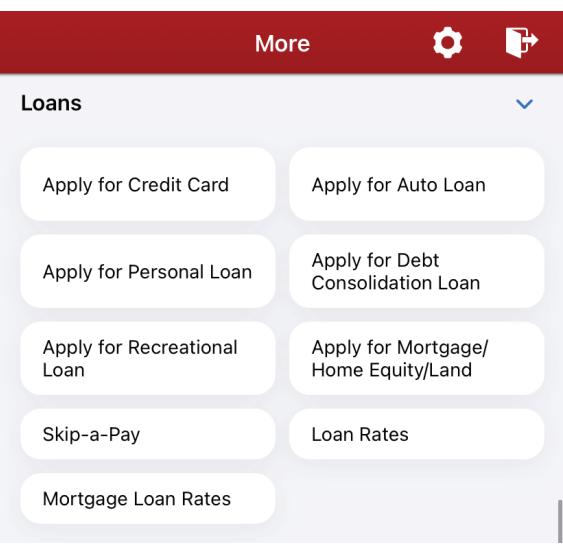 More
Loans
Apply for Credit Card
Apply for Auto Loan
Apply for Personal Loan
Apply for Debt
Consolidation Loan
Apply for Recreational
Loan
Apply for Mortgage/
Home Equity/Land
Skip-a-Pay
Loan Rates
Mortgage Loan Rates